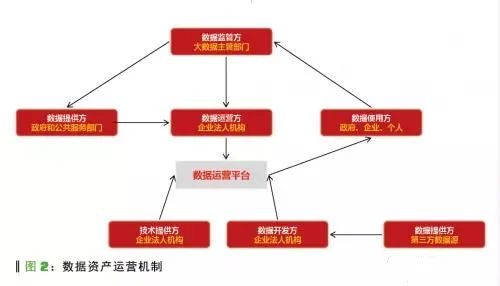 数据监管方
大数据主管部门
数据提供方
政府和公共服务部门
数据运营方
企业法人机构
数据使用方
政府、企业、个人
数据运营平台
技术提供方
企业法人机构
数据开发方
企业法人机构
数据提供方
第三方数据源
图 2：数据资产运营机制